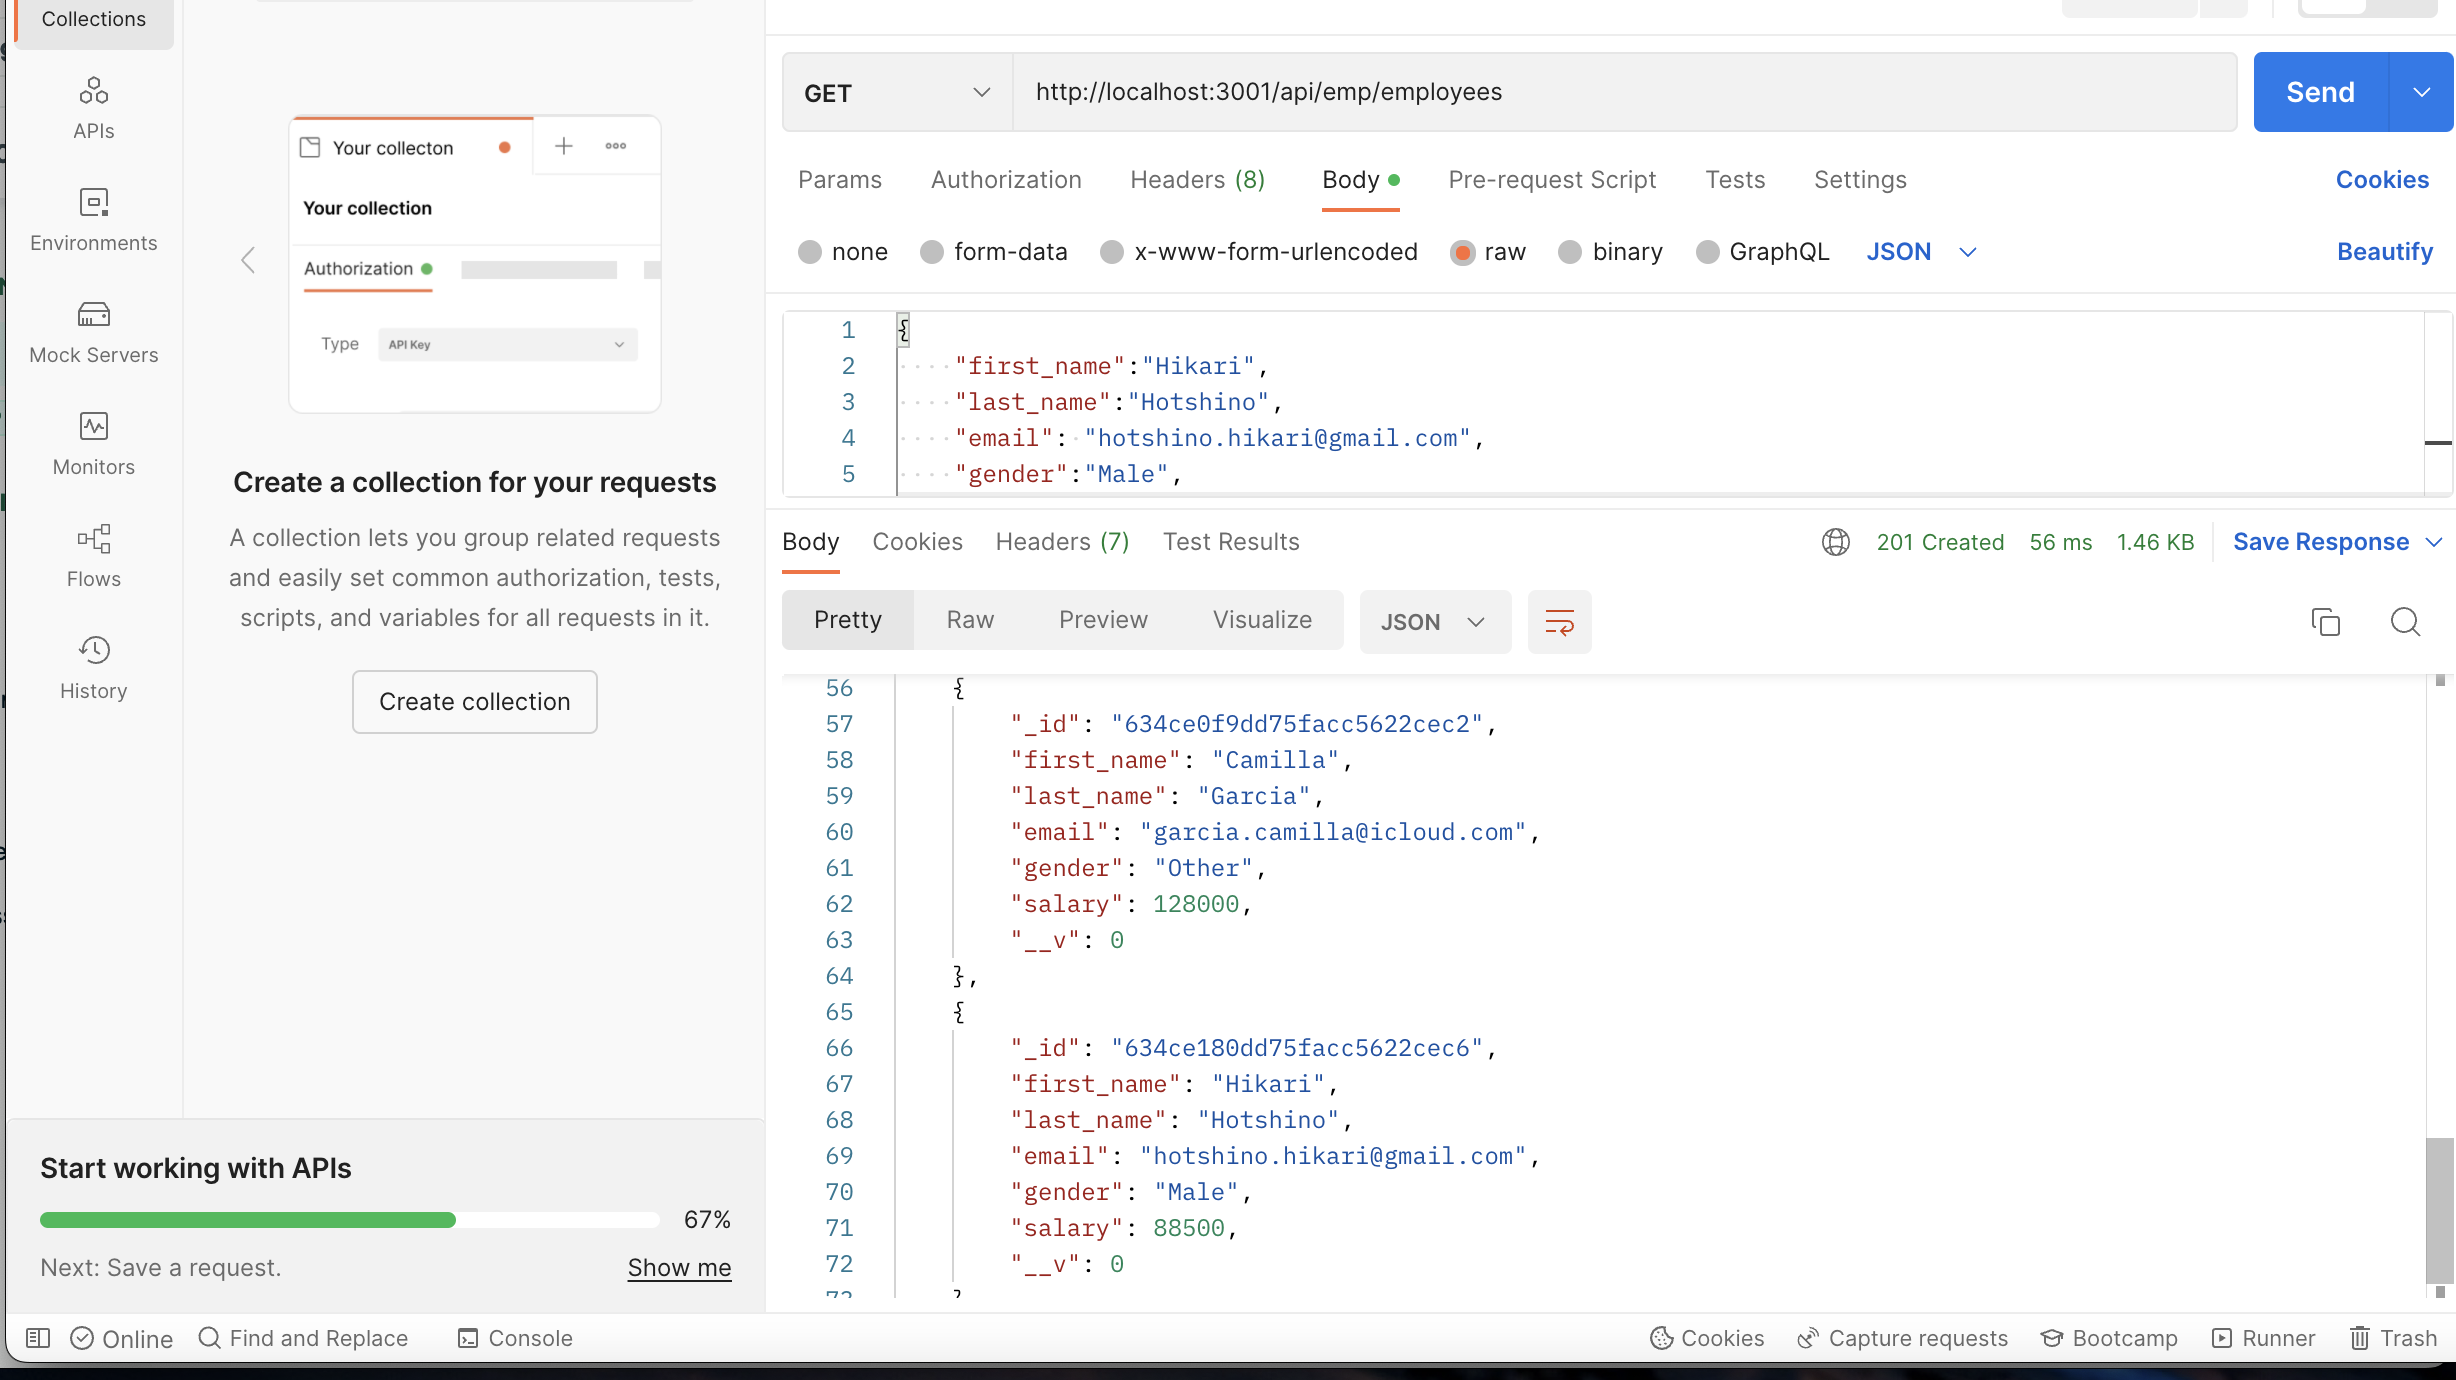 Collections
APIs
Environments
Mock Servers
Monitors
Flows
History
Your collecton
Your collection
Authorization
Type
API Key
Create a collection for your requests
A collection lets you group related requests
and easily set common authorization, tests,
scripts, and variables for all requests in it.
Create collection
Start working with APIs
67%
Next: Save a request.
Show me
GET
http://localhost:3001/api/emp/employees
Send
Params Authorization Headers (8) Body Pre-request Script Tests Settings Cookies
none form-data x-www-form-urlencoded raw binary GraphQL JSON Beautify
1 {
2 "first_name":"Hikari",
3 "last_name":"Hotshino",
4 "email": "hotshino.hikari@gmail.com",
5 "gender":"Male",
Body Cookies Headers (7) Test Results 201 Created 56 ms 1.46 KB Save Response
Pretty Raw Preview Visualize JSON
56 {
57 "_id": "634ce0f9dd75facc5622cec2",
58 "first_name": "Camilla",
59 "last_name": "Garcia",
60 "email": "garcia.camilla@icloud.com",
61 "gender": "Other",
62 "salary": 128000,
63 "__v": 0
64 },
65 {
66 "_id": "634ce180dd75facc5622cec6",
67 "first_name": "Hikari",
68 "last_name": "Hotshino",
69 "email": "hotshino.hikari@gmail.com",
70 "gender": "Male",
71 "salary": 88500,
72 "__v": 0
Online Find and Replace Console Cookies Capture requests Bootcamp Runner Trash